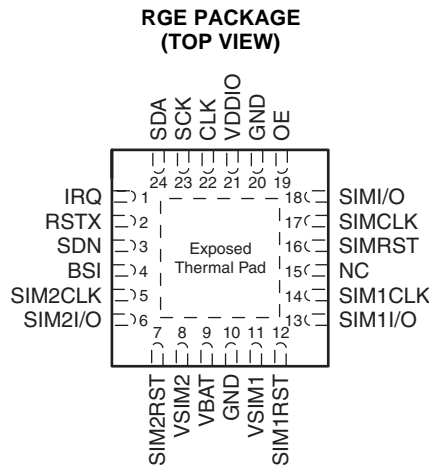 RGE PACKAGE
(TOP VIEW)
SDA
SCK
CLK
VDDIO
GND
OE
24 23 22 21 20 19
IRQ 1
RSTX 2
SDN 3
BSI 4
SIM2CLK 5
SIM2I/O 6
Exposed
Thermal Pad
18 SIMI/O
17 SIMCLK
16 SIMRST
15 NC
14 SIM1CLK
13 SIM1I/O
7 8 9 10 11 12
SIM2RST
VSIM2
VBAT
GND
VSIM1
SIM1RST